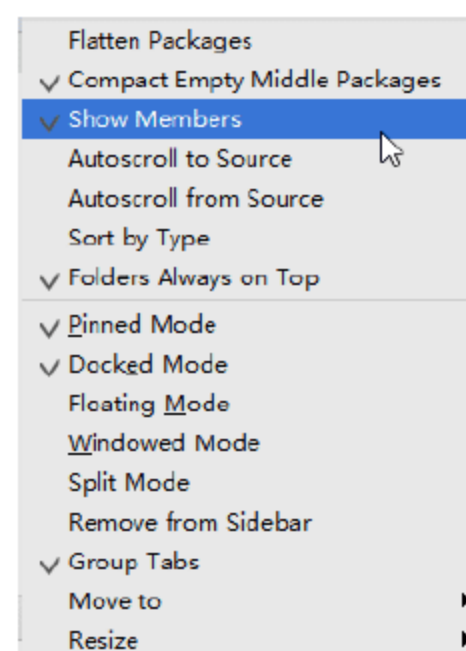 Flatten Packages
Compact Empty Middle Packages
Show Members
Autoscroll to Source
Autoscroll from Source
Sort by Type
Folders Always on Top
Pinned Mode
Docked Mode
Floating Mode
Windowed Mode
Split Mode
Remove from Sidebar
Group Tabs
Move to
Resize